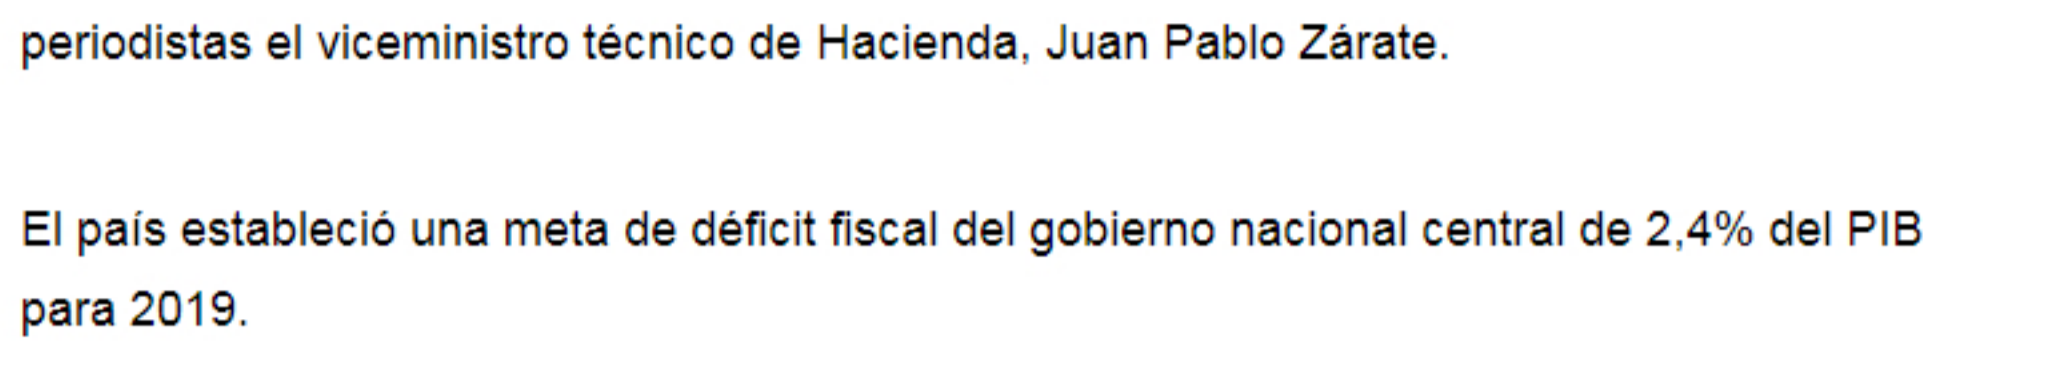 periodistas el viceministro técnico de Hacienda, Juan Pablo Zárate.
El país estableció una meta de déficit fiscal del gobierno nacional central de 2,4% del PIB
para 2019.